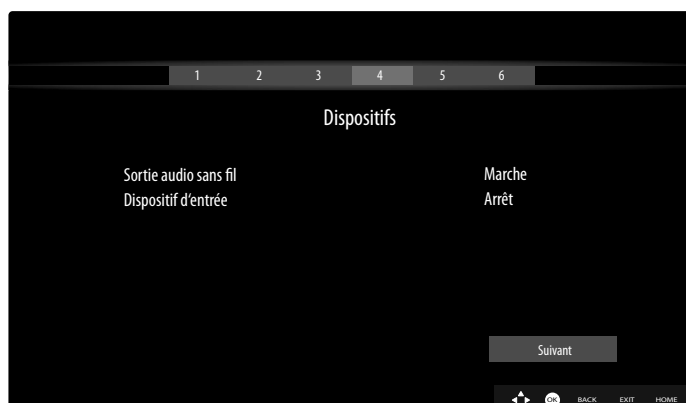 1 2 3 4 5 6
Dispositifs
Sortie audio sans fil Marche
Dispositif d‘entrée Arrêt
Suivant
OK BACK EXIT HOME